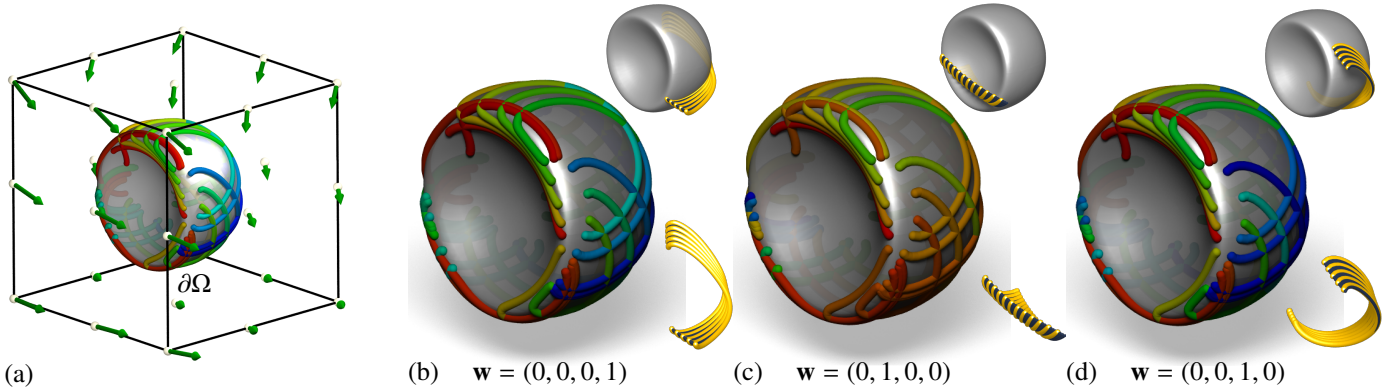 ∂Ω
(a)
(b) w = (0, 0, 0, 1)
(c) w = (0, 1, 0, 0)
(d) w = (0, 0, 1, 0)